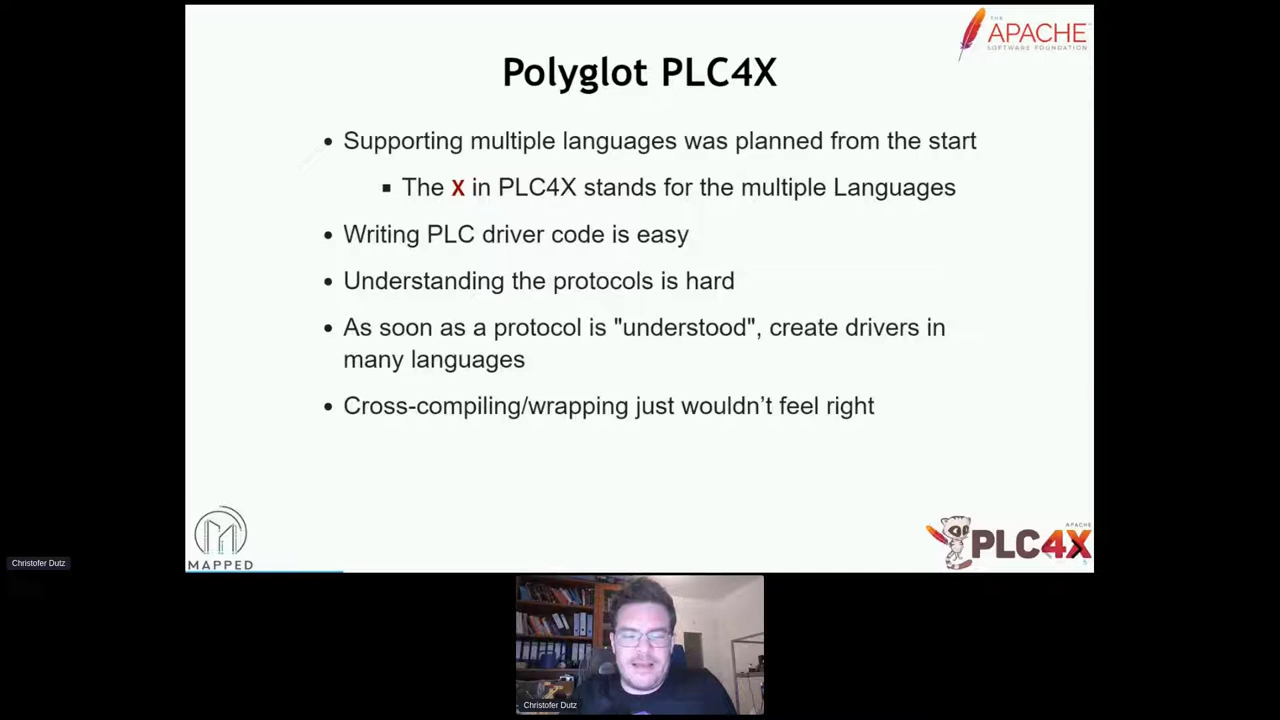 THE
APACHE
SOFTWARE FOUNDATION
Polyglot PLC4X
• Supporting multiple languages was planned from the start
▪ The X in PLC4X stands for the multiple Languages
• Writing PLC driver code is easy
• Understanding the protocols is hard
• As soon as a protocol is "understood", create drivers in
many languages
• Cross-compiling/wrapping just wouldn’t feel right
MAPPED
APACHE
PLC4X
5
Christofer Dutz
Christofer Dutz